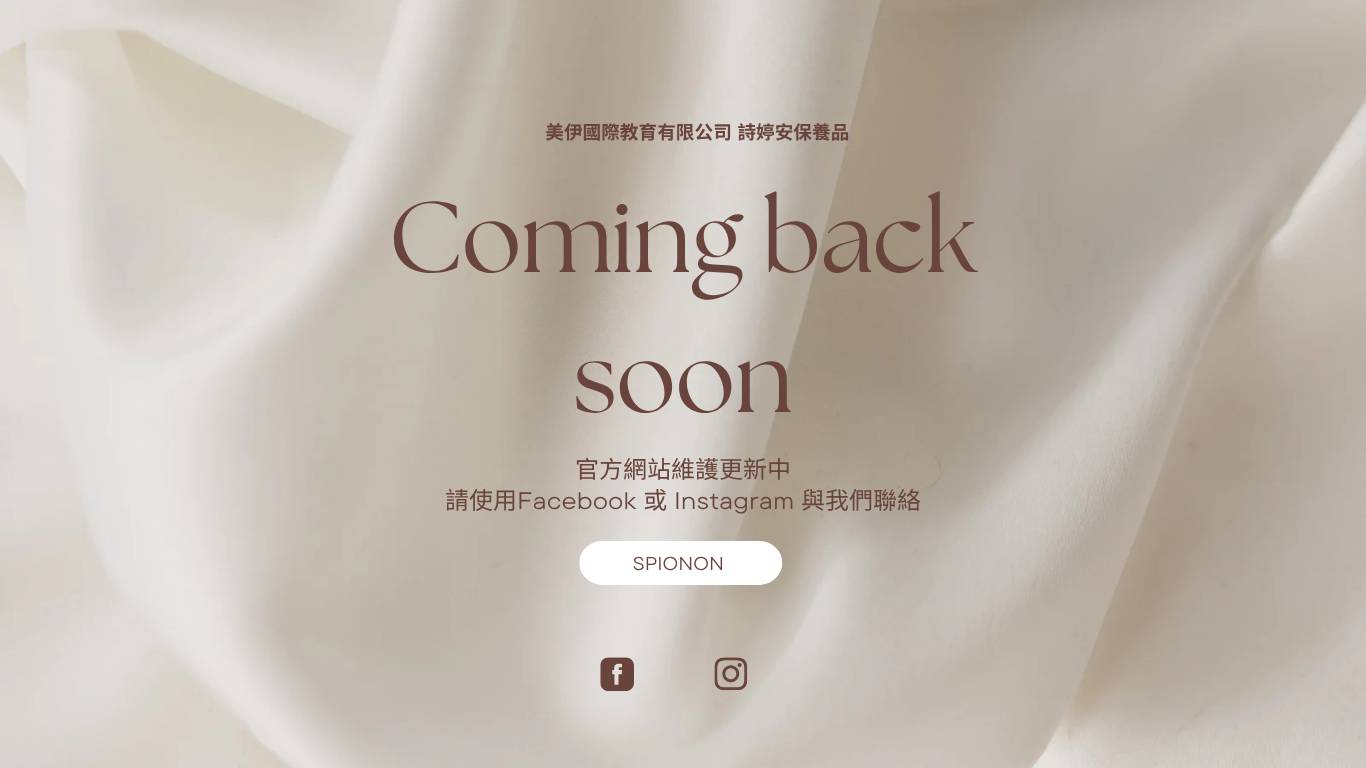 美伊國際教育有限公司 詩婷安保養品
Coming back
soon
官方網站維護更新中
請使用Facebook 或 Instagram 與我們聯絡
SPIONON